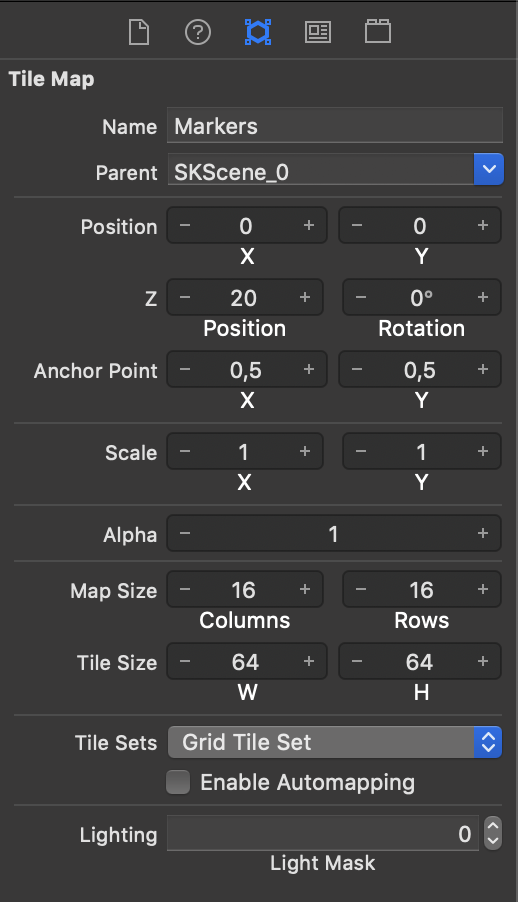 ?
Tile Map
Name Markers
Parent SKScene_0
Position − 0 + − 0 +
X Y
Z − 20 + − 0° +
Position Rotation
Anchor Point − 0,5 + − 0,5 +
X Y
Scale − 1 + − 1 +
X Y
Alpha − 1 +
Map Size − 16 + − 16 +
Columns Rows
Tile Size − 64 + − 64 +
W H
Tile Sets Grid Tile Set
Enable Automapping
Lighting 0
Light Mask